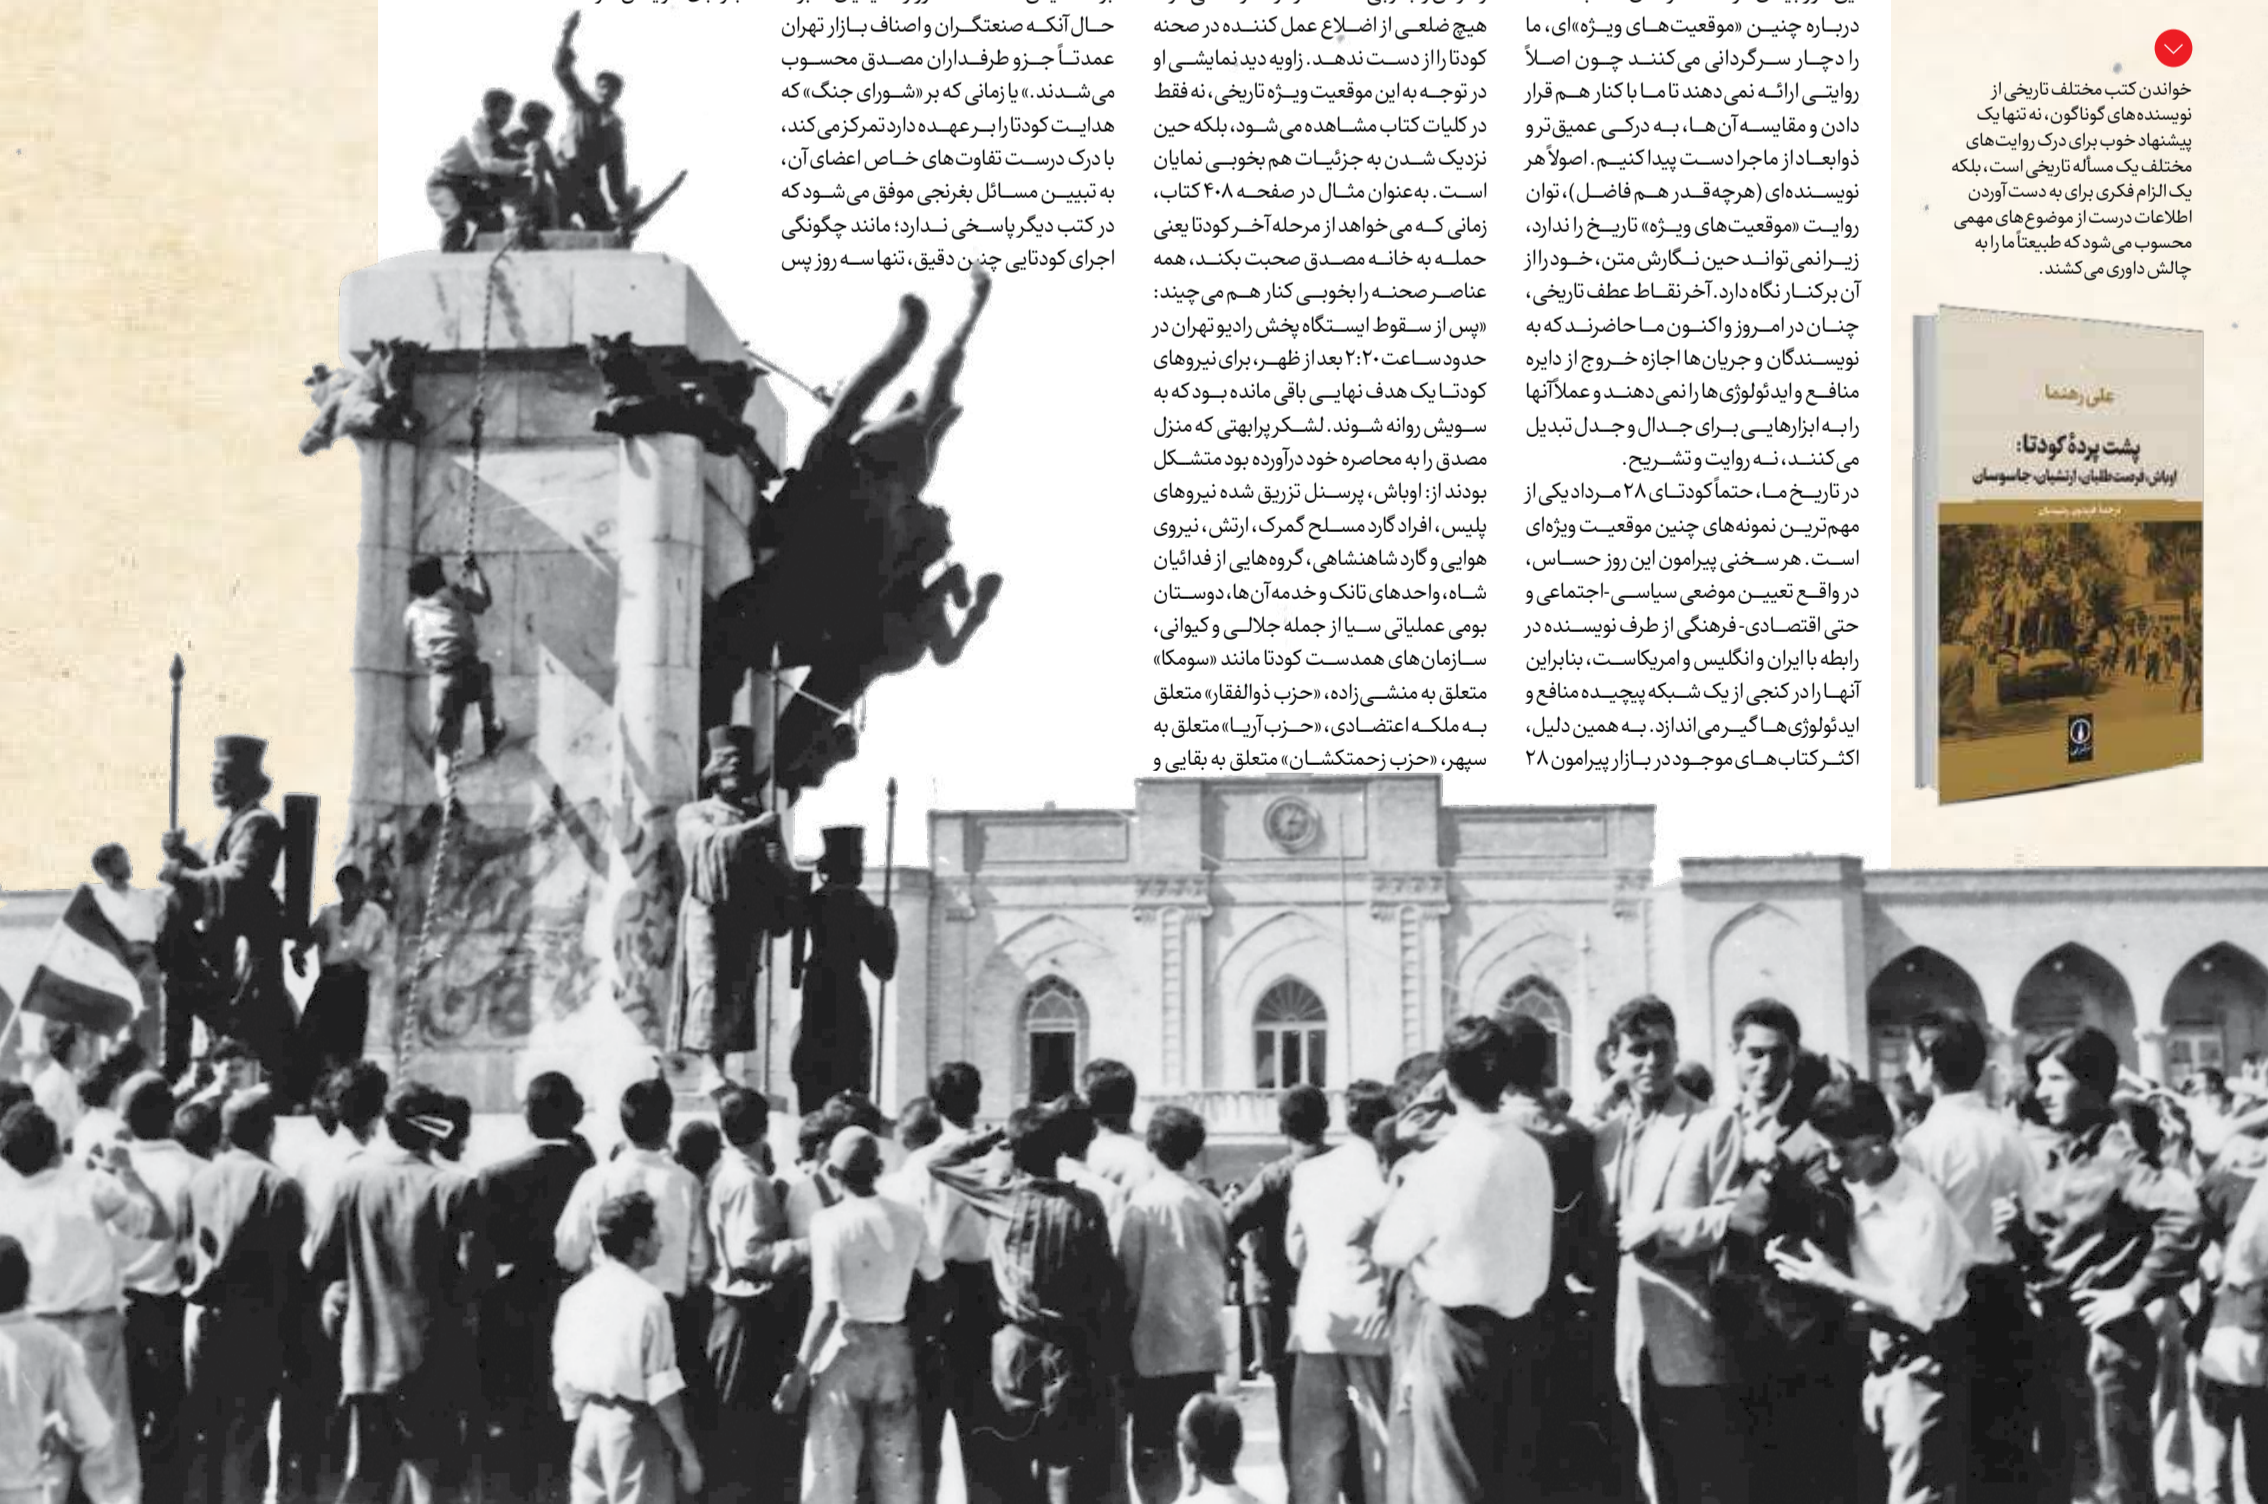 درباره چنین «موقعیت‌های ویژه»ای، ما
را دچار سرگردانی می‌کنند چون اصلاً
روایتی ارائه نمی‌دهند تا ما با کنار هم قرار
دادن و مقایسه آن‌ها، به درکی عمیق‌تر و
ذوابعاد از ماجرا دست پیدا کنیم. اصولاً هر
نویسنده‌ای (هرچه‌قدر هم فاضل)، توان
روایت «موقعیت‌های ویژه» تاریخ را ندارد،
زیرا نمی‌تواند حین نگارش متن، خود را از
آن برکنار نگاه دارد. آخر نقاط عطف تاریخی،
چنان در امروز و اکنون ما حاضرند که به
نویسندگان و جریان‌ها اجازه خروج از دایره
منافع و ایدئولوژی‌ها را نمی‌دهند و عملاً آنها
را به ابزارهایی برای جدال و جدل تبدیل
می‌کنند، نه روایت و تشریح.
در تاریخ ما، حتماً کودتای ۲۸ مرداد یکی از
مهم‌ترین نمونه‌های چنین موقعیت ویژه‌ای
است. هر سخنی پیرامون این روز حساس،
در واقع تعیین موضعی سیاسی-اجتماعی و
حتی اقتصادی- فرهنگی از طرف نویسنده در
رابطه با ایران و انگلیس و امریکاست، بنابراین
آنها را در کنجی از یک شبکه پیچیده منافع و
ایدئولوژی‌ها گیر می‌اندازد. به همین دلیل،
اکثر کتاب‌های موجود در بازار پیرامون ۲۸
هیچ ضلعی از اضلاع عمل کننده در صحنه
کودتا را از دست ندهد. زاویه دید نمایشی او
در توجه به این موقعیت ویژه تاریخی، نه فقط
در کلیات کتاب مشاهده می‌شود، بلکه حین
نزدیک شدن به جزئیات هم بخوبی نمایان
است. به‌عنوان مثال در صفحه ۴۰۸ کتاب،
زمانی که می‌خواهد از مرحله آخر کودتا یعنی
حمله به خانه مصدق صحبت بکند، همه
عناصر صحنه را بخوبی کنار هم می‌چیند:
«پس از سقوط ایستگاه پخش رادیو تهران در
حدود ساعت ۲:۲۰ بعد از ظهر، برای نیروهای
کودتا یک هدف نهایی باقی مانده بود که به
سویش روانه شوند. لشکر پرابهتی که منزل
مصدق را به محاصره خود درآورده بود متشکل
بودند از: اوباش، پرسنل تزریق شده نیروهای
پلیس، افراد گارد مسلح گمرک، ارتش، نیروی
هوایی و گارد شاهنشاهی، گروه‌هایی از فدائیان
شاه، واحدهای تانک و خدمه آن‌ها، دوستان
بومی عملیاتی سیا از جمله جلالی و کیوانی،
سازمان‌های همدست کودتا مانند «سومکا»
متعلق به منشی‌زاده، «حزب ذوالفقار» متعلق
به ملکه اعتضادی، «حزب آریا» متعلق به
سپهر، «حزب زحمتکشان» متعلق به بقایی و
حال آنکه صنعتگران و اصناف بازار تهران
عمدتاً جزو طرفداران مصدق محسوب
می‌شدند.» یا زمانی که بر «شورای جنگ» که
هدایت کودتا را بر عهده دارد تمرکز می‌کند،
با درک درست تفاوت‌های خاص اعضای آن،
به تبیین مسائل بغرنجی موفق می‌شود که
در کتب دیگر پاسخی ندارد؛ مانند چگونگی
اجرای کودتایی چنین دقیق، تنها سه روز پس
خواندن کتب مختلف تاریخی از
نویسنده‌های گوناگون، نه تنها یک
پیشنهاد خوب برای درک روایت‌های
مختلف یک مسأله تاریخی است، بلکه
یک الزام فکری برای به دست آوردن
اطلاعات درست از موضوع‌های مهمی
محسوب می‌شود که طبیعتاً ما را به
چالش داوری می‌کشند.
علی رهنما
پشت پردهٔ کودتا:
اوباش، فرصت‌طلبان، ارتشیان، جاسوسان